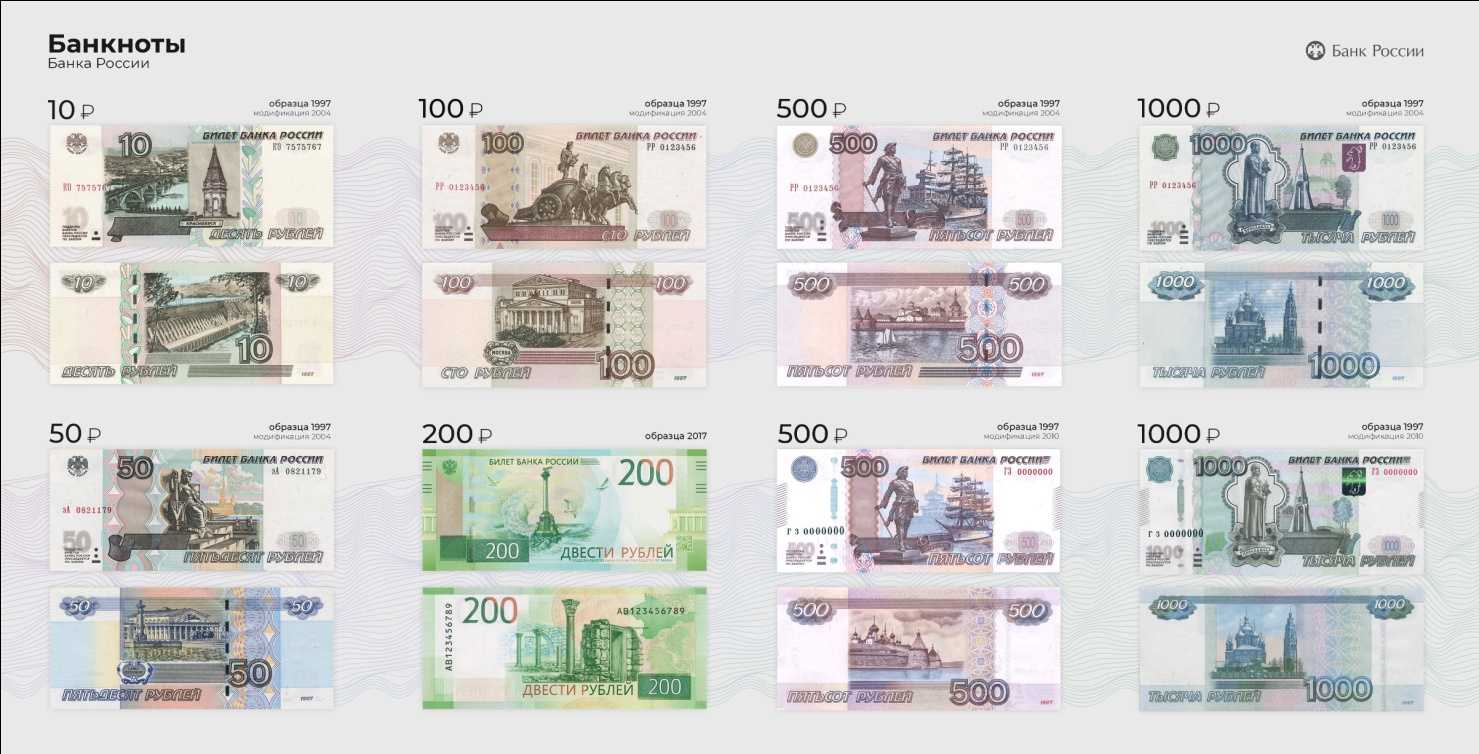 Банкноты
Банка России
Банк России
10 ₽
образца 1997
модификация 2004
10
БИЛЕТ БАНКА РОССИИ
КО 7575767
КО 7575767
10
КРАСНОЯРСК
10
ДЕСЯТЬ РУБЛЕЙ
10
10
10
ДЕСЯТЬ РУБЛЕЙ
1997
100 ₽
образца 1997
модификация 2004
100
БИЛЕТ БАНКА РОССИИ
РР 0123456
РР 0123456
100
100
СТО РУБЛЕЙ
100
100
МОСКВА
100
СТО РУБЛЕЙ
1997
500 ₽
образца 1997
модификация 2004
500
БИЛЕТ БАНКА РОССИИ
РР 0123456
РР 0123456
500
500
ПЯТЬСОТ РУБЛЕЙ
500
500
500
ПЯТЬСОТ РУБЛЕЙ
1997
1000 ₽
образца 1997
модификация 2004
1000
БИЛЕТ БАНКА РОССИИ
РР 0123456
РР 0123456
1000
1000
ТЫСЯЧА РУБЛЕЙ
1000
1000
1000
ТЫСЯЧА РУБЛЕЙ
1997
50 ₽
образца 1997
модификация 2004
50
БИЛЕТ БАНКА РОССИИ
эА 0821179
эА 0821179
50
50
ПЯТЬДЕСЯТ РУБЛЕЙ
50
50
50
ПЯТЬДЕСЯТ РУБЛЕЙ
1997
200 ₽
образца 2017
БИЛЕТ БАНКА РОССИИ
200
200
ДВЕСТИ РУБЛЕЙ
200
АВ123456789
АВ123456789
ДВЕСТИ РУБЛЕЙ
200
500 ₽
образца 1997
модификация 2010
500
БИЛЕТ БАНКА РОССИИ
ГЗ 0000000
Гз 0000000
500
500
ПЯТЬСОТ РУБЛЕЙ
500
500
500
ПЯТЬСОТ РУБЛЕЙ
1997
1000 ₽
образца 1997
модификация 2010
1000
БИЛЕТ БАНКА РОССИИ
ГЗ 0000000
Гз 0000000
1000
1000
ТЫСЯЧА РУБЛЕЙ
1000
1000
1000
ТЫСЯЧА РУБЛЕЙ
1997